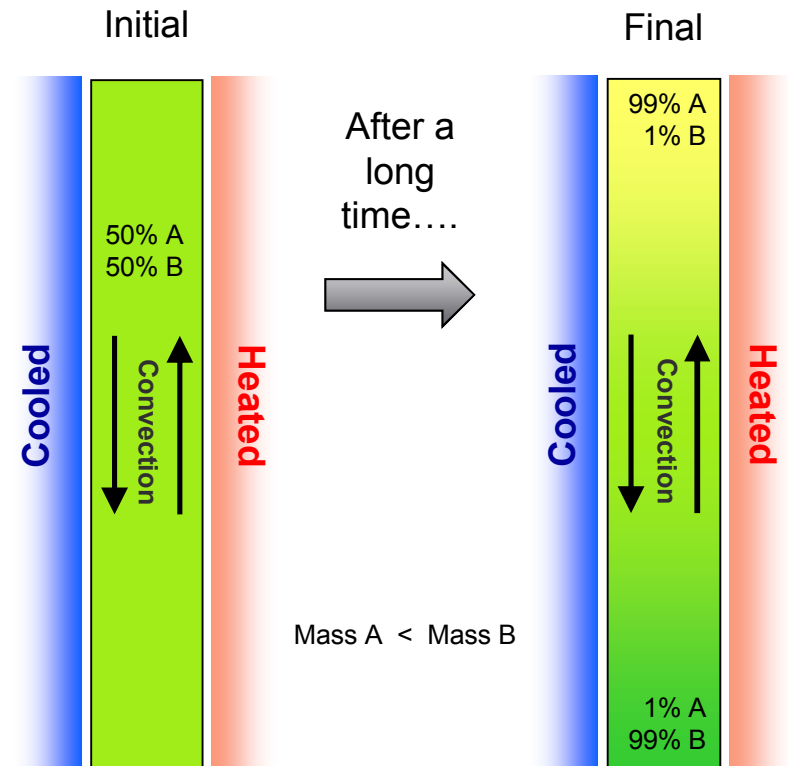 Initial
Final
After a
long
time….
50% A
50% B
99% A
1% B
Cooled
Convection
Heated
Cooled
Convection
Heated
Mass A < Mass B
1% A
99% B